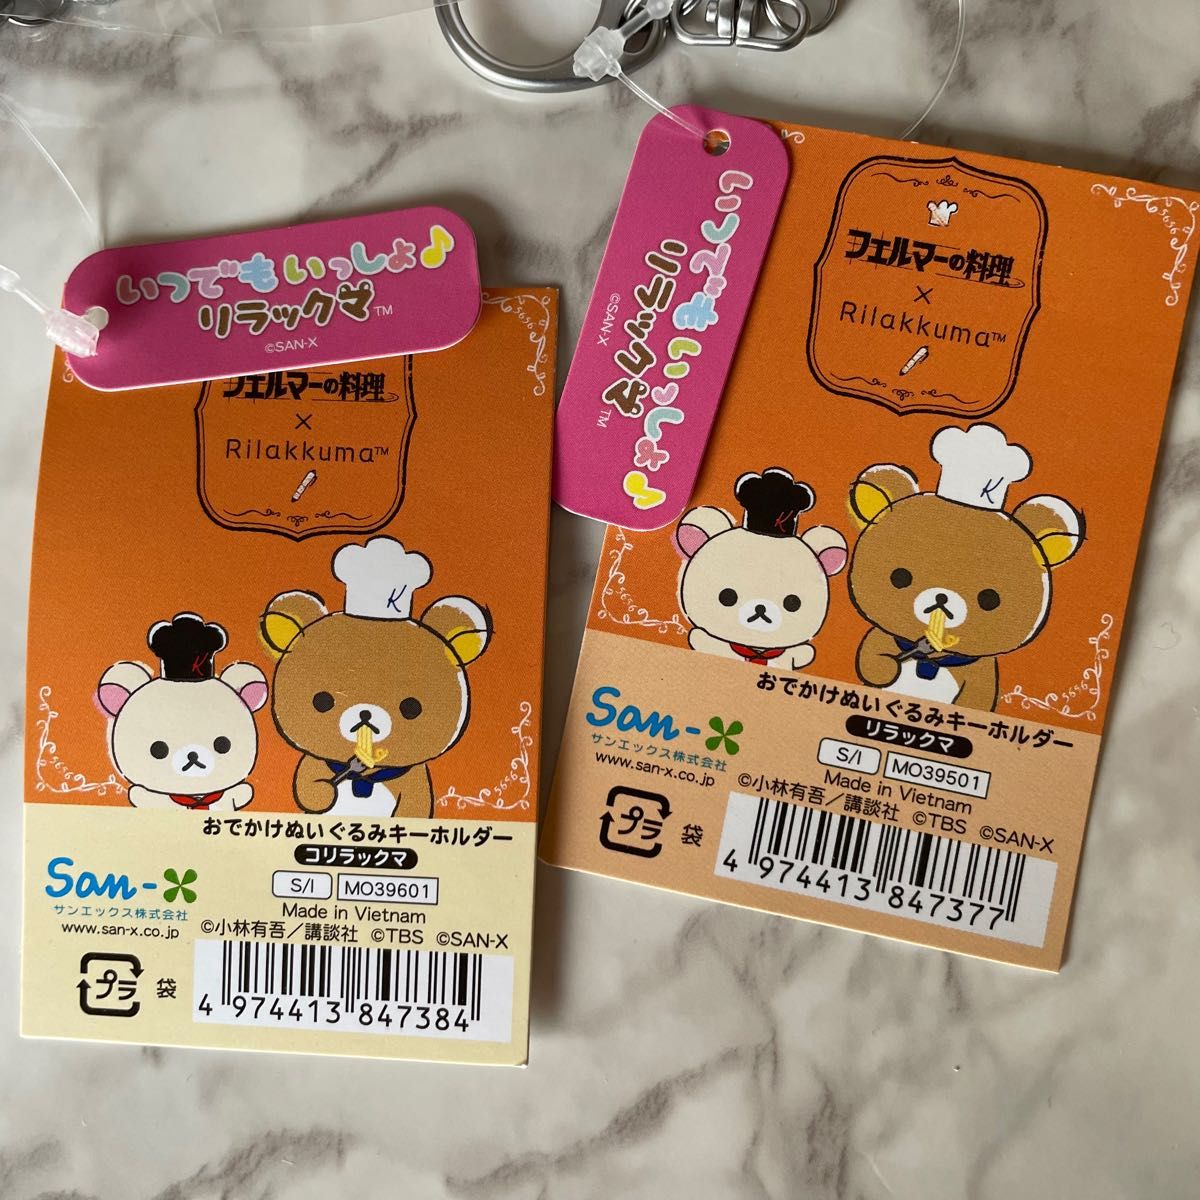 いつでもいっしょ♪
リラックマ™
©SAN-X
フェルマーの料理
×
Rilakkuma™
K
K
おでかけぬいぐるみキーホルダー
コリラックマ
San-X
サンエックス株式会社
www.san-x.co.jp
S/I MO39601
Made in Vietnam
©小林有吾／講談社 ©TBS ©SAN-X
プラ 袋
4 974413 847384
いつでもいっしょ♪
リラックマ™
©SAN-X
フェルマーの料理
×
Rilakkuma™
K
K
おでかけぬいぐるみキーホルダー
リラックマ
San-X
サンエックス株式会社
www.san-x.co.jp
S/I MO39501
Made in Vietnam
©小林有吾／講談社 ©TBS ©SAN-X
プラ 袋
4 974413 847377